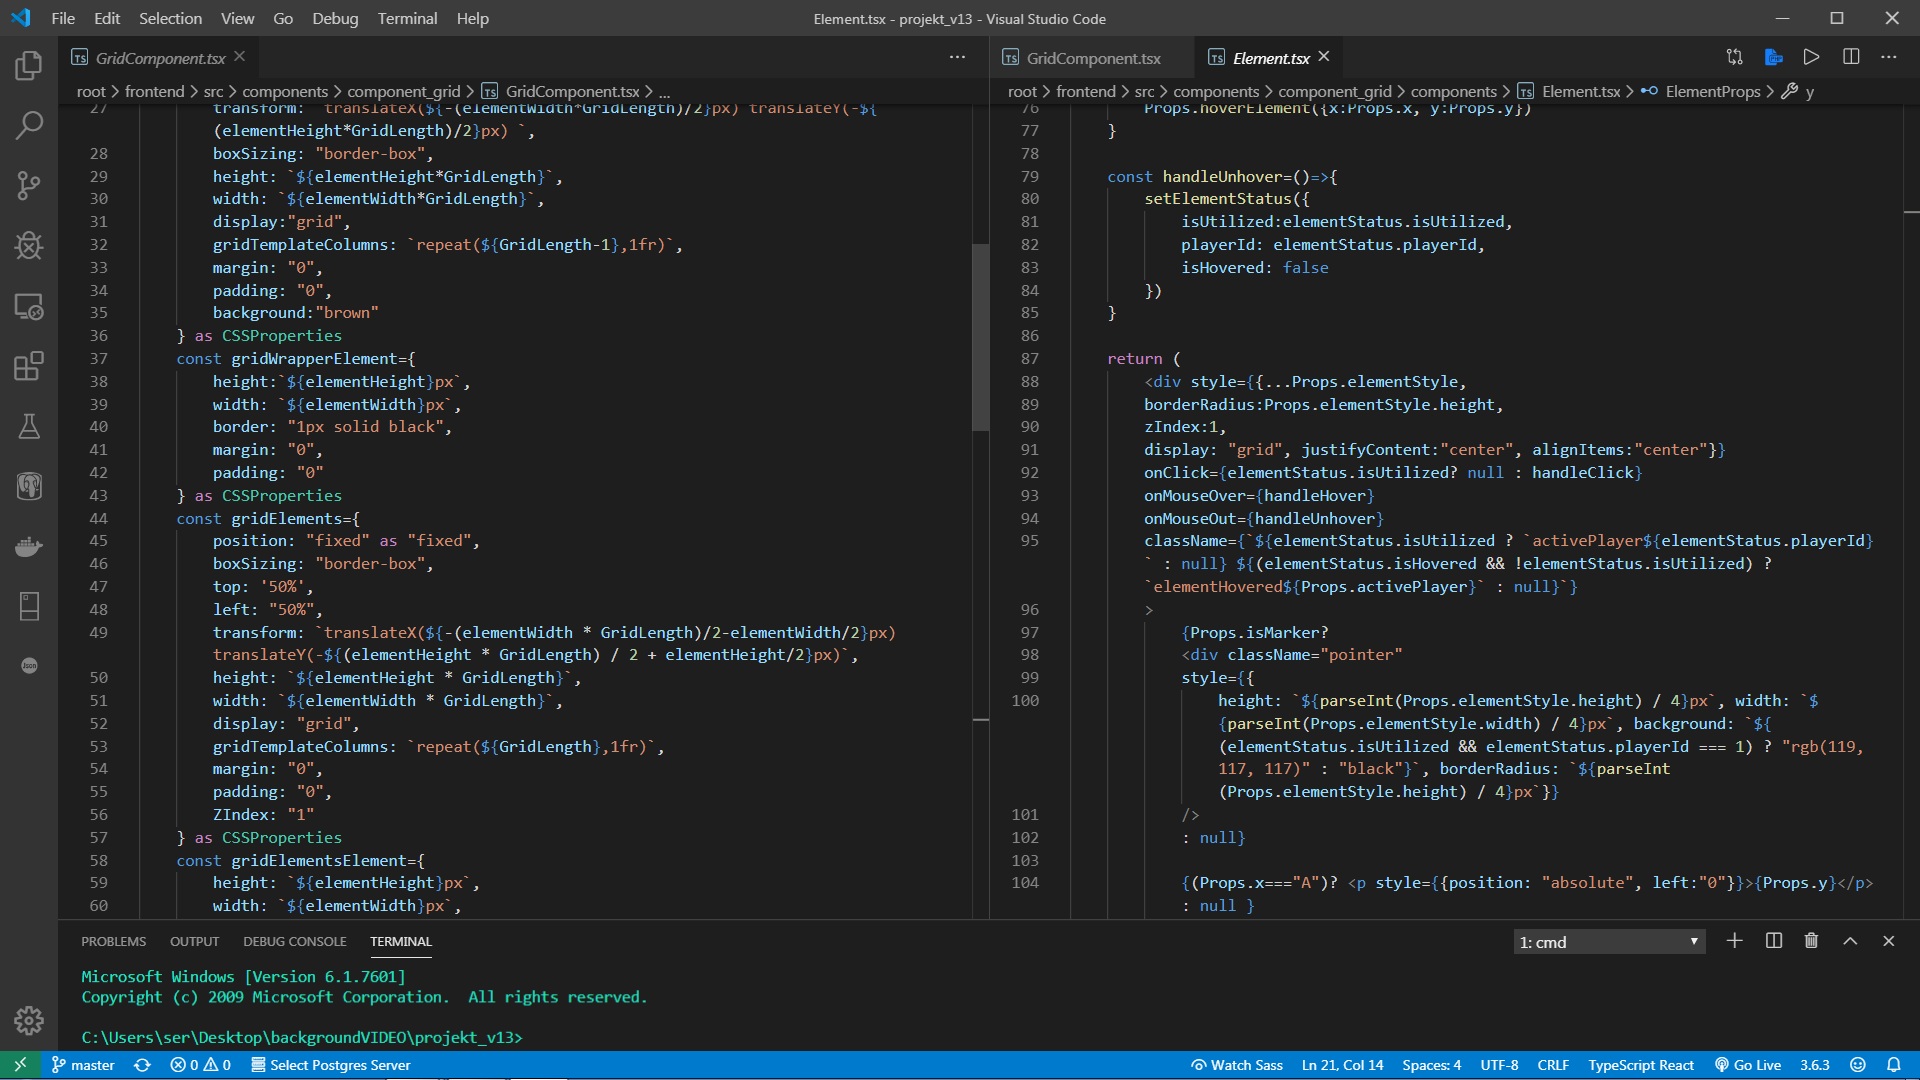 File Edit Selection View Go Debug Terminal Help
Element.tsx - projekt_v13 - Visual Studio Code
TS GridComponent.tsx
root > frontend > src > components > component_grid > TS GridComponent.tsx > ...
27 transform: `translateX(${-(elementWidth*GridLength)/2}px) translateY(-${
(elementHeight*GridLength)/2}px) `,
28 boxSizing: "border-box",
29 height: `${elementHeight*GridLength}`,
30 width: `${elementWidth*GridLength}`,
31 display:"grid",
32 gridTemplateColumns: `repeat(${GridLength-1},1fr)`,
33 margin: "0",
34 padding: "0",
35 background:"brown"
36 } as CSSProperties
37 const gridWrapperElement={
38 height:`${elementHeight}px`,
39 width: `${elementWidth}px`,
40 border: "1px solid black",
41 margin: "0",
42 padding: "0"
43 } as CSSProperties
44 const gridElements={
45 position: "fixed" as "fixed",
46 boxSizing: "border-box",
47 top: '50%',
48 left: "50%",
49 transform: `translateX(${-(elementWidth * GridLength)/2-elementWidth/2}px)
translateY(-${(elementHeight * GridLength) / 2 + elementHeight/2}px)`,
50 height: `${elementHeight * GridLength}`,
51 width: `${elementWidth * GridLength}`,
52 display: "grid",
53 gridTemplateColumns: `repeat(${GridLength},1fr)`,
54 margin: "0",
55 padding: "0",
56 ZIndex: "1"
57 } as CSSProperties
58 const gridElementsElement={
59 height: `${elementHeight}px`,
60 width: `${elementWidth}px`,
TS GridComponent.tsx TS Element.tsx
root > frontend > src > components > component_grid > components > TS Element.tsx > ElementProps > y
76 Props.hoverElement({x:Props.x, y:Props.y})
77 }
78
79 const handleUnhover=()=>{
80 setElementStatus({
81 isUtilized:elementStatus.isUtilized,
82 playerId: elementStatus.playerId,
83 isHovered: false
84 })
85 }
86
87 return (
88 <div style={{...Props.elementStyle,
89 borderRadius:Props.elementStyle.height,
90 zIndex:1,
91 display: "grid", justifyContent:"center", alignItems:"center"}}
92 onClick={elementStatus.isUtilized? null : handleClick}
93 onMouseOver={handleHover}
94 onMouseOut={handleUnhover}
95 className={`${elementStatus.isUtilized ? `activePlayer${elementStatus.playerId}
` : null} ${(elementStatus.isHovered && !elementStatus.isUtilized) ?
`elementHovered${Props.activePlayer}` : null}`}
96 >
97 {Props.isMarker?
98 <div className="pointer"
99 style={{
100 height: `${parseInt(Props.elementStyle.height) / 4}px`, width: `$
{parseInt(Props.elementStyle.width) / 4}px`, background: `${
(elementStatus.isUtilized && elementStatus.playerId === 1) ? "rgb(119,
117, 117)" : "black"}`, borderRadius: `${parseInt
(Props.elementStyle.height) / 4}px`}}
101 />
102 : null}
103
104 {(Props.x==="A")? <p style={{position: "absolute", left:"0"}}>{Props.y}</p>
: null }
PROBLEMS OUTPUT DEBUG CONSOLE TERMINAL
1: cmd
Microsoft Windows [Version 6.1.7601]
Copyright (c) 2009 Microsoft Corporation. All rights reserved.
C:\Users\ser\Desktop\backgroundVIDEO\projekt_v13>
master 0 0 Select Postgres Server
Watch Sass Ln 21, Col 14 Spaces: 4 UTF-8 CRLF TypeScript React Go Live 3.6.3